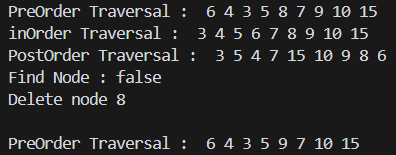 PreOrder Traversal :  6 4 3 5 8 7 9 10 15
inOrder Traversal :  3 4 5 6 7 8 9 10 15
PostOrder Traversal :  3 5 4 7 15 10 9 8 6
Find Node : false
Delete node 8
PreOrder Traversal :  6 4 3 5 9 7 10 15